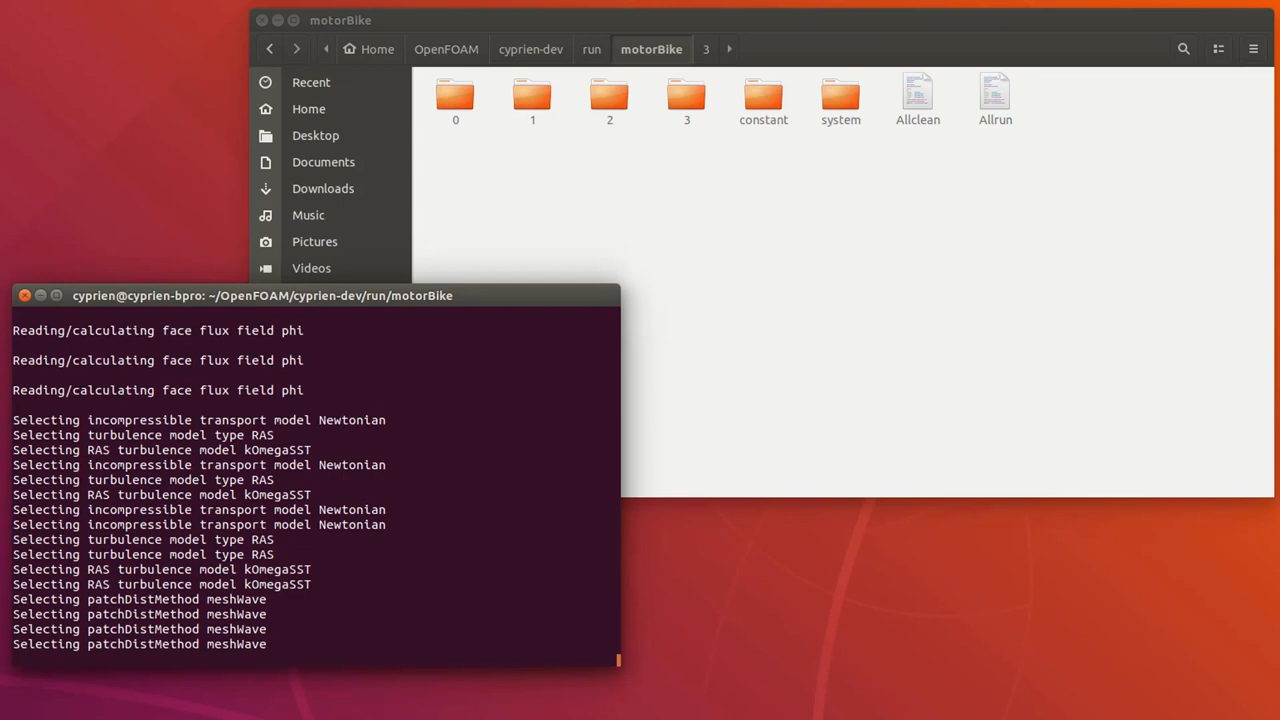 motorBike
Home OpenFOAM cyprien-dev run motorBike 3
Recent
Home
Desktop
Documents
Downloads
Music
Pictures
Videos
0 1 2 3 constant system Allclean Allrun
cyprien@cyprien-bpro: ~/OpenFOAM/cyprien-dev/run/motorBike
Reading/calculating face flux field phi
Reading/calculating face flux field phi
Reading/calculating face flux field phi
Selecting incompressible transport model Newtonian
Selecting turbulence model type RAS
Selecting RAS turbulence model kOmegaSST
Selecting incompressible transport model Newtonian
Selecting turbulence model type RAS
Selecting RAS turbulence model kOmegaSST
Selecting incompressible transport model Newtonian
Selecting incompressible transport model Newtonian
Selecting turbulence model type RAS
Selecting turbulence model type RAS
Selecting RAS turbulence model kOmegaSST
Selecting RAS turbulence model kOmegaSST
Selecting patchDistMethod meshWave
Selecting patchDistMethod meshWave
Selecting patchDistMethod meshWave
Selecting patchDistMethod meshWave